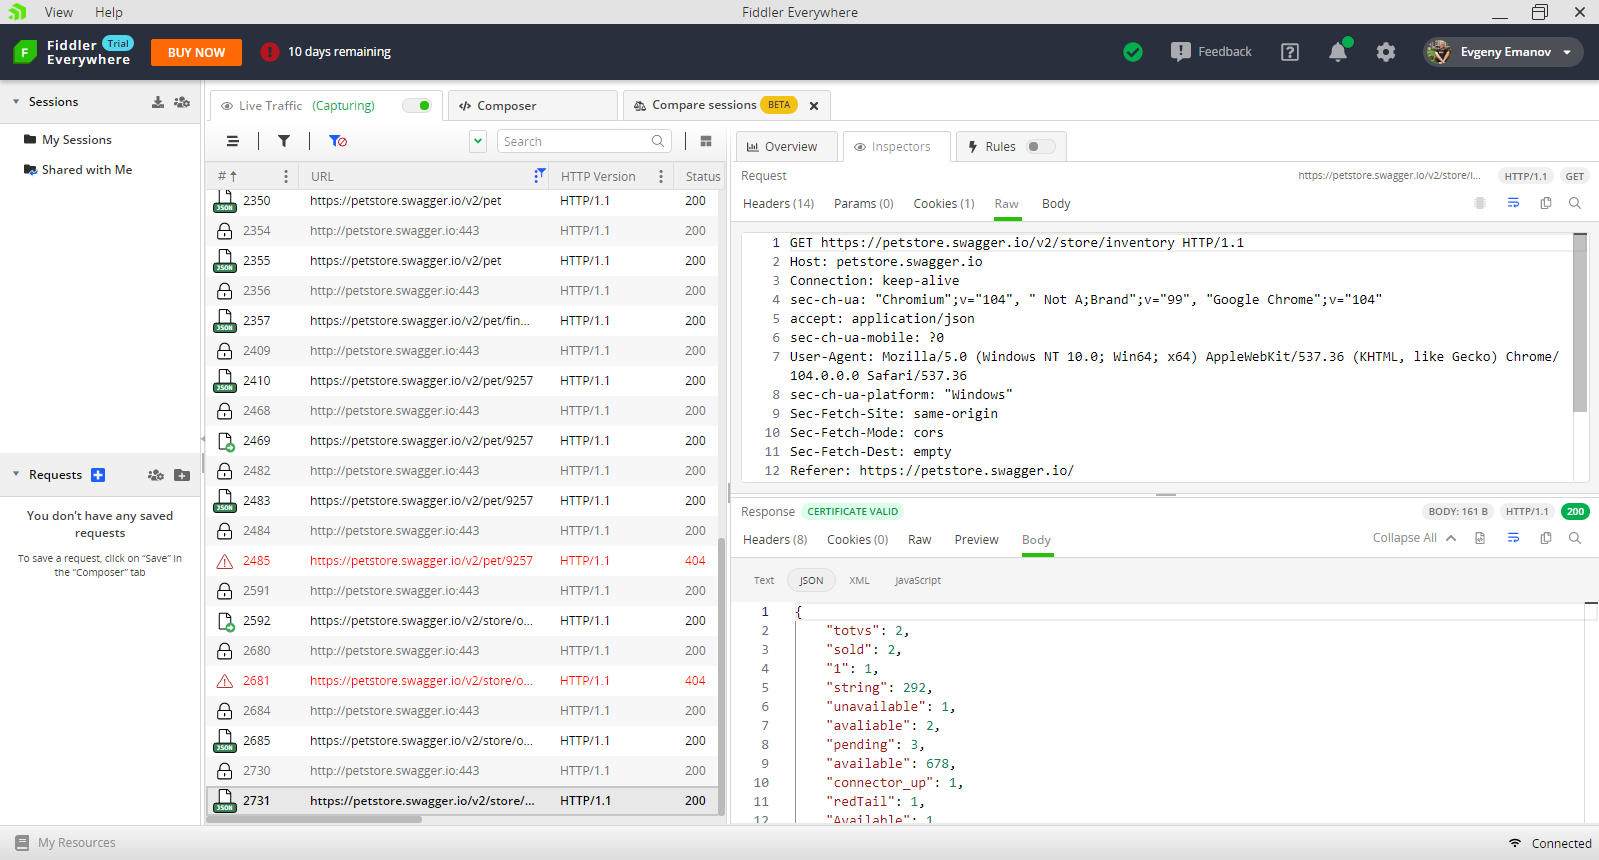 View Help Fiddler Everywhere
Fiddler Everywhere Trial BUY NOW 10 days remaining Feedback Evgeny Emanov
Sessions
My Sessions
Shared with Me
Requests
You don't have any saved
requests
To save a request, click on "Save" in
the "Composer" tab
Live Traffic (Capturing) Composer Compare sessions BETA
Search
# URL HTTP Version Status
JSON 2350 https://petstore.swagger.io/v2/pet HTTP/1.1 200
2354 http://petstore.swagger.io:443 HTTP/1.1 200
JSON 2355 https://petstore.swagger.io/v2/pet HTTP/1.1 200
2356 http://petstore.swagger.io:443 HTTP/1.1 200
JSON 2357 https://petstore.swagger.io/v2/pet/fin... HTTP/1.1 200
2409 http://petstore.swagger.io:443 HTTP/1.1 200
JSON 2410 https://petstore.swagger.io/v2/pet/9257 HTTP/1.1 200
2468 http://petstore.swagger.io:443 HTTP/1.1 200
2469 https://petstore.swagger.io/v2/pet/9257 HTTP/1.1 200
2482 http://petstore.swagger.io:443 HTTP/1.1 200
JSON 2483 https://petstore.swagger.io/v2/pet/9257 HTTP/1.1 200
2484 http://petstore.swagger.io:443 HTTP/1.1 200
2485 https://petstore.swagger.io/v2/pet/9257 HTTP/1.1 404
2591 http://petstore.swagger.io:443 HTTP/1.1 200
2592 https://petstore.swagger.io/v2/store/o... HTTP/1.1 200
2680 http://petstore.swagger.io:443 HTTP/1.1 200
2681 https://petstore.swagger.io/v2/store/o... HTTP/1.1 404
2684 http://petstore.swagger.io:443 HTTP/1.1 200
JSON 2685 https://petstore.swagger.io/v2/store/o... HTTP/1.1 200
2730 http://petstore.swagger.io:443 HTTP/1.1 200
JSON 2731 https://petstore.swagger.io/v2/store/... HTTP/1.1 200
Overview Inspectors Rules
Request https://petstore.swagger.io/v2/store/i... HTTP/1.1 GET
Headers (14) Params (0) Cookies (1) Raw Body
1 GET https://petstore.swagger.io/v2/store/inventory HTTP/1.1
2 Host: petstore.swagger.io
3 Connection: keep-alive
4 sec-ch-ua: "Chromium";v="104", " Not A;Brand";v="99", "Google Chrome";v="104"
5 accept: application/json
6 sec-ch-ua-mobile: ?0
7 User-Agent: Mozilla/5.0 (Windows NT 10.0; Win64; x64) AppleWebKit/537.36 (KHTML, like Gecko) Chrome/
104.0.0.0 Safari/537.36
8 sec-ch-ua-platform: "Windows"
9 Sec-Fetch-Site: same-origin
10 Sec-Fetch-Mode: cors
11 Sec-Fetch-Dest: empty
12 Referer: https://petstore.swagger.io/
Response CERTIFICATE VALID BODY: 161 B HTTP/1.1 200
Headers (8) Cookies (0) Raw Preview Body Collapse All
Text JSON XML JavaScript
1 {
2 "totvs": 2,
3 "sold": 2,
4 "1": 1,
5 "string": 292,
6 "unavailable": 1,
7 "avaliable": 2,
8 "pending": 3,
9 "available": 678,
10 "connector_up": 1,
11 "redTail": 1,
12 "Available": 1
My Resources Connected